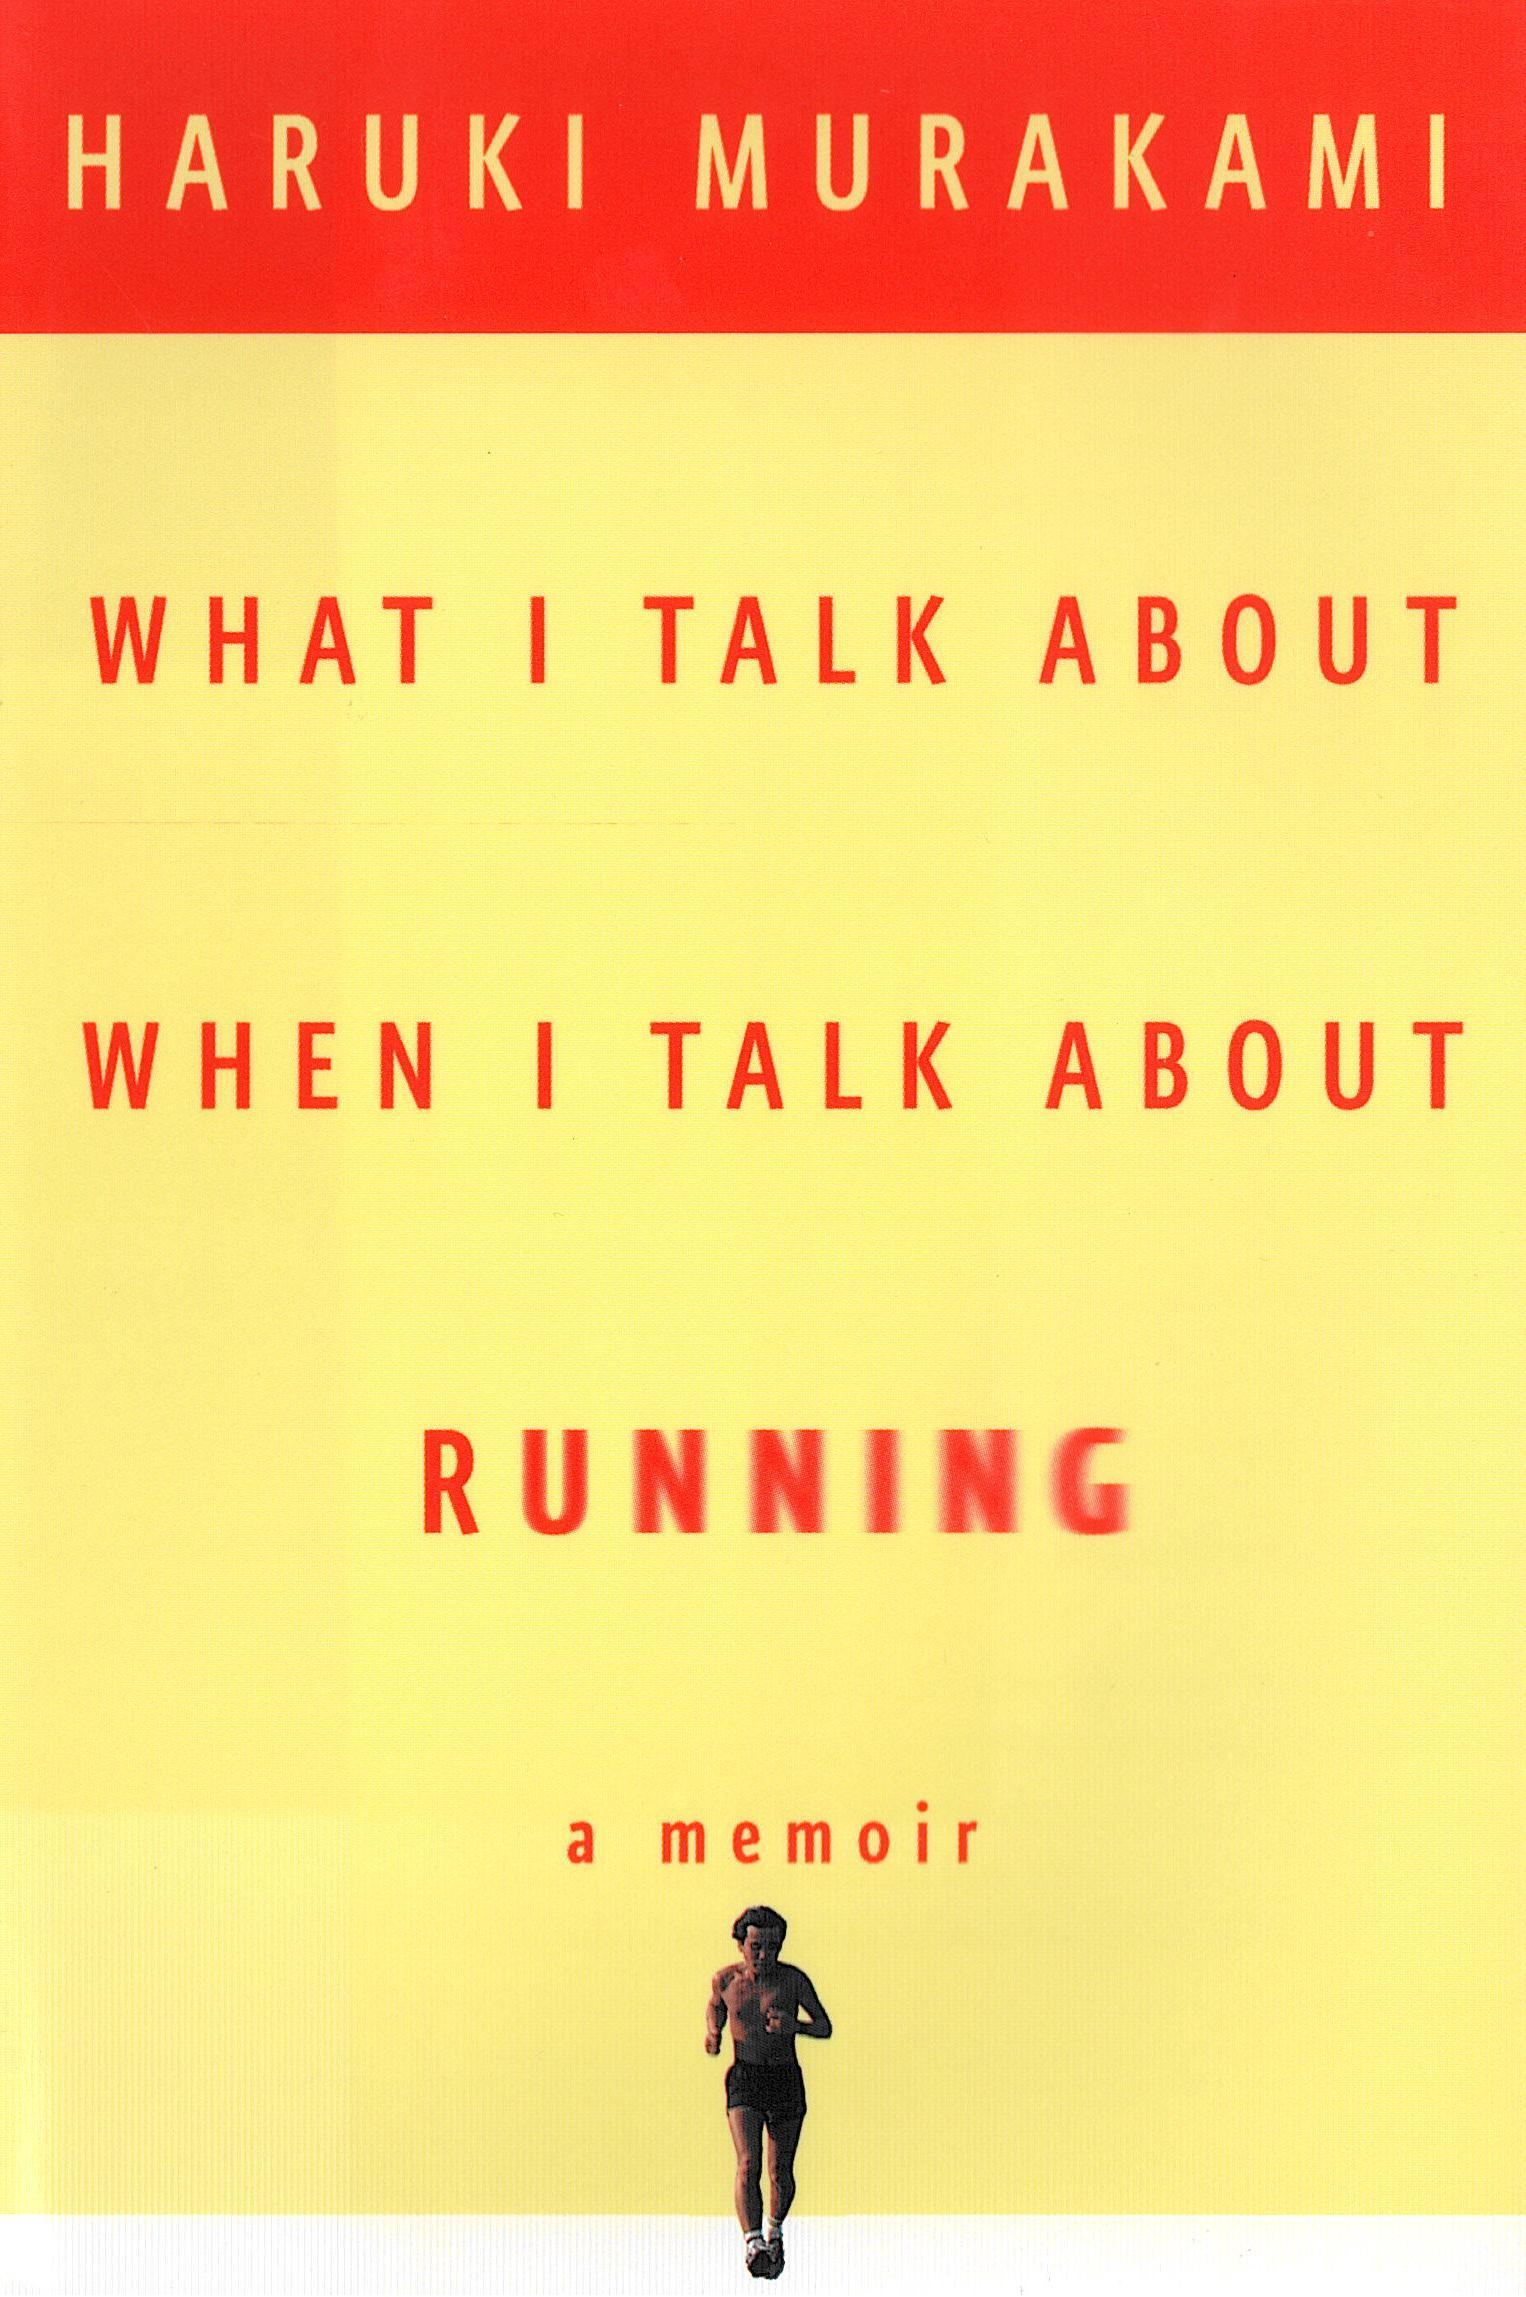 HARUKI MURAKAMI
WHAT I TALK ABOUT
WHEN I TALK ABOUT
RUNNING
a memoir